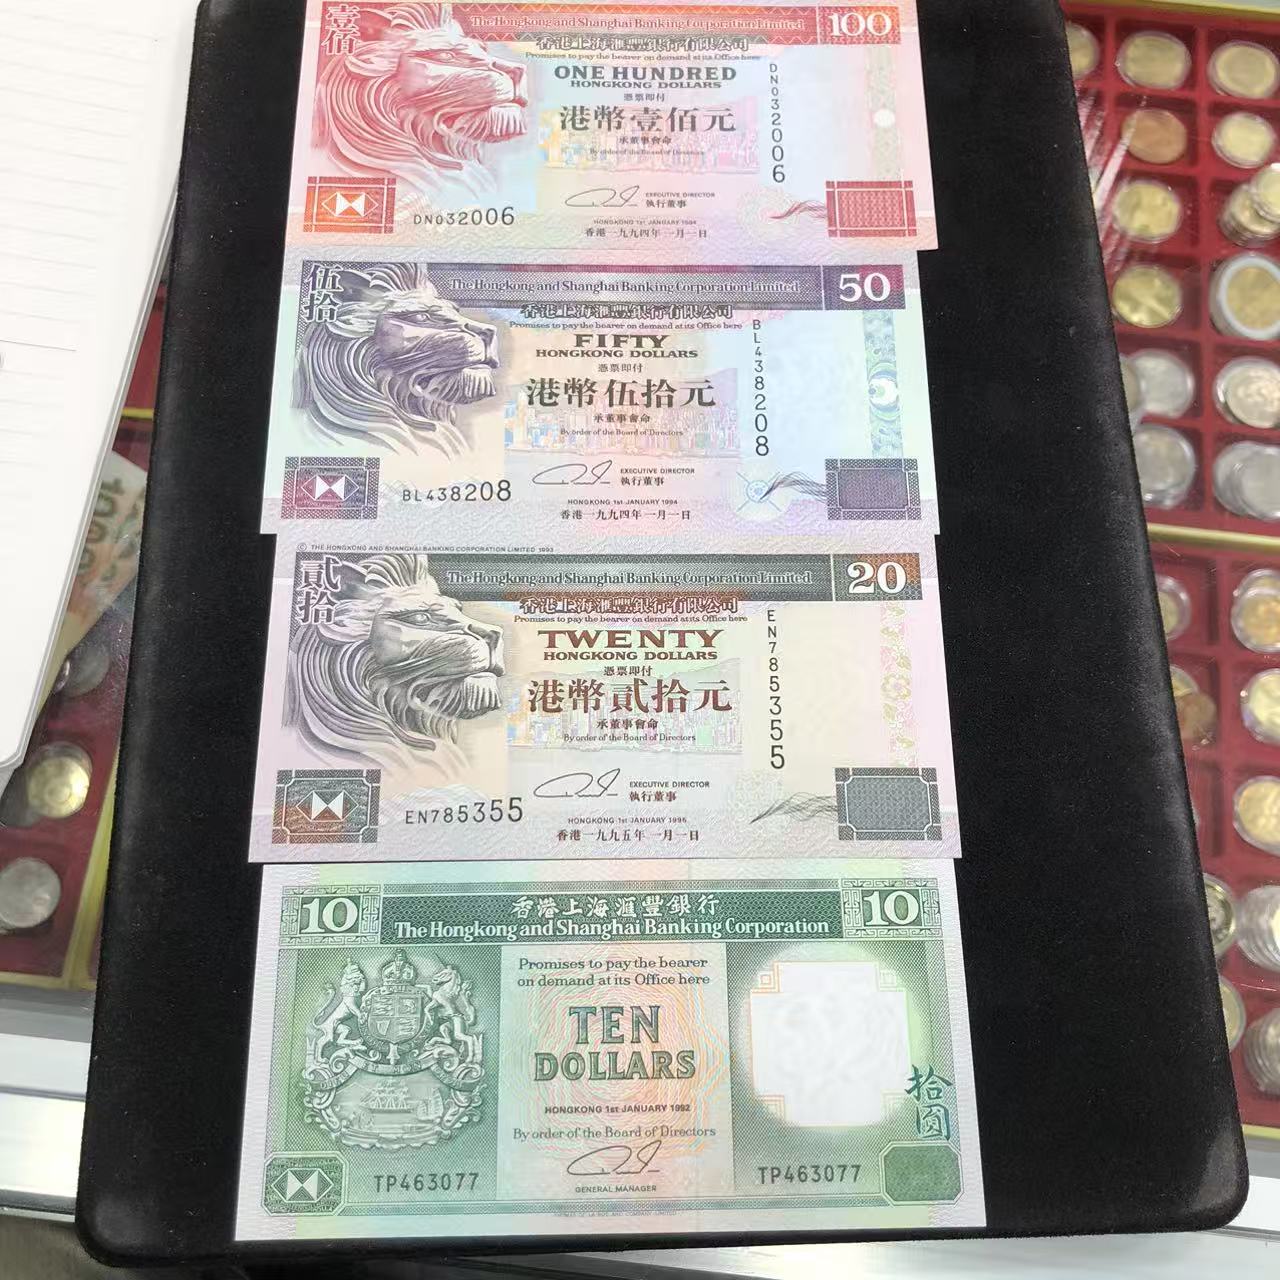 壹佰
The Hongkong and Shanghai Banking Corporation Limited
100
香港上海滙豐銀行有限公司
Promises to pay the bearer on demand at its Office here
ONE HUNDRED
HONGKONG DOLLARS
憑票即付
港幣壹佰元
承董事會命
By order of the Board of Directors
DN032006
EXECUTIVE DIRECTOR
執行董事
DN032006
HONGKONG 1st JANUARY 1994
香港一九九四年一月一日
伍拾
The Hongkong and Shanghai Banking Corporation Limited
50
香港上海滙豐銀行有限公司
Promises to pay the bearer on demand at its Office here
FIFTY
HONGKONG DOLLARS
憑票即付
港幣伍拾元
承董事會命
By order of the Board of Directors
BL438208
EXECUTIVE DIRECTOR
執行董事
BL438208
HONGKONG 1st JANUARY 1994
香港一九九四年一月一日
© THE HONGKONG AND SHANGHAI BANKING CORPORATION LIMITED 1993
貳拾
The Hongkong and Shanghai Banking Corporation Limited
20
香港上海滙豐銀行有限公司
Promises to pay the bearer on demand at its Office here
TWENTY
HONGKONG DOLLARS
憑票即付
港幣貳拾元
承董事會命
By order of the Board of Directors
EN785355
EXECUTIVE DIRECTOR
執行董事
EN785355
HONGKONG 1st JANUARY 1995
香港一九九五年一月一日
10
香港上海滙豐銀行
10
The Hongkong and Shanghai Banking Corporation
Promises to pay the bearer
on demand at its Office here
TEN
DOLLARS
拾圓
HONGKONG 1st JANUARY 1992
By order of the Board of Directors
TP463077
TP463077
GENERAL MANAGER